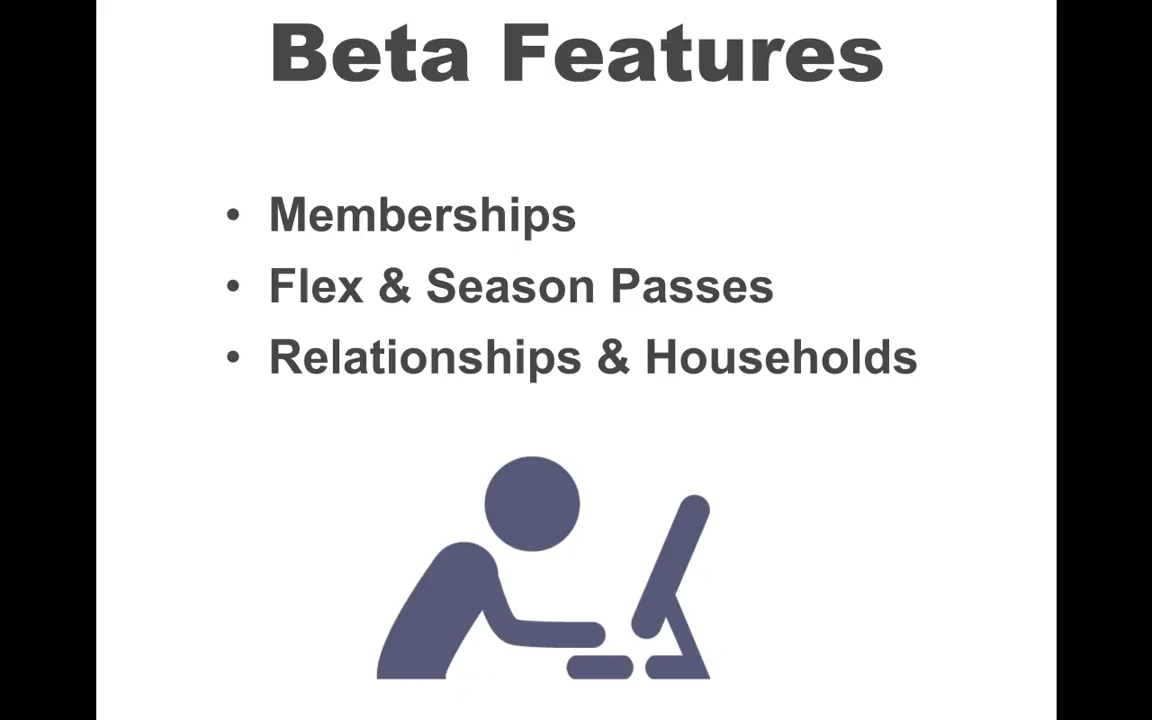 Beta Features
• Memberships
• Flex & Season Passes
• Relationships & Households